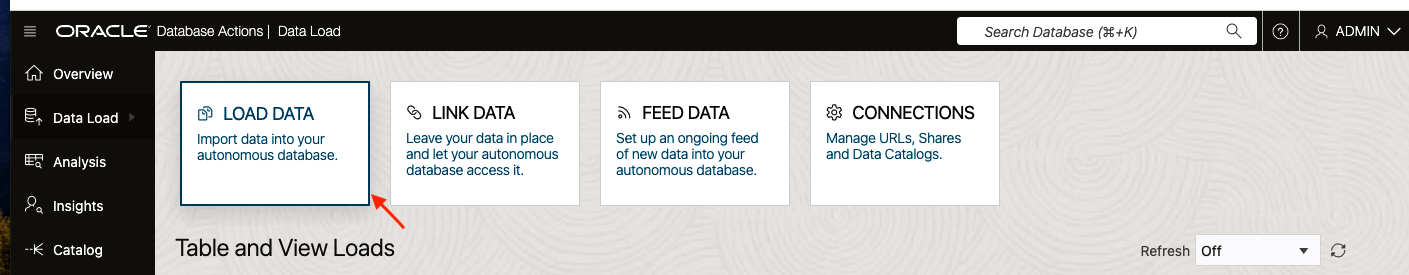 ORACLE Database Actions | Data Load
Search Database (⌘+K)
ADMIN
Overview
Data Load
Analysis
Insights
Catalog
LOAD DATA
Import data into your
autonomous database.
LINK DATA
Leave your data in place
and let your autonomous
database access it.
FEED DATA
Set up an ongoing feed
of new data into your
autonomous database.
CONNECTIONS
Manage URLs, Shares
and Data Catalogs.
Table and View Loads
Refresh Off